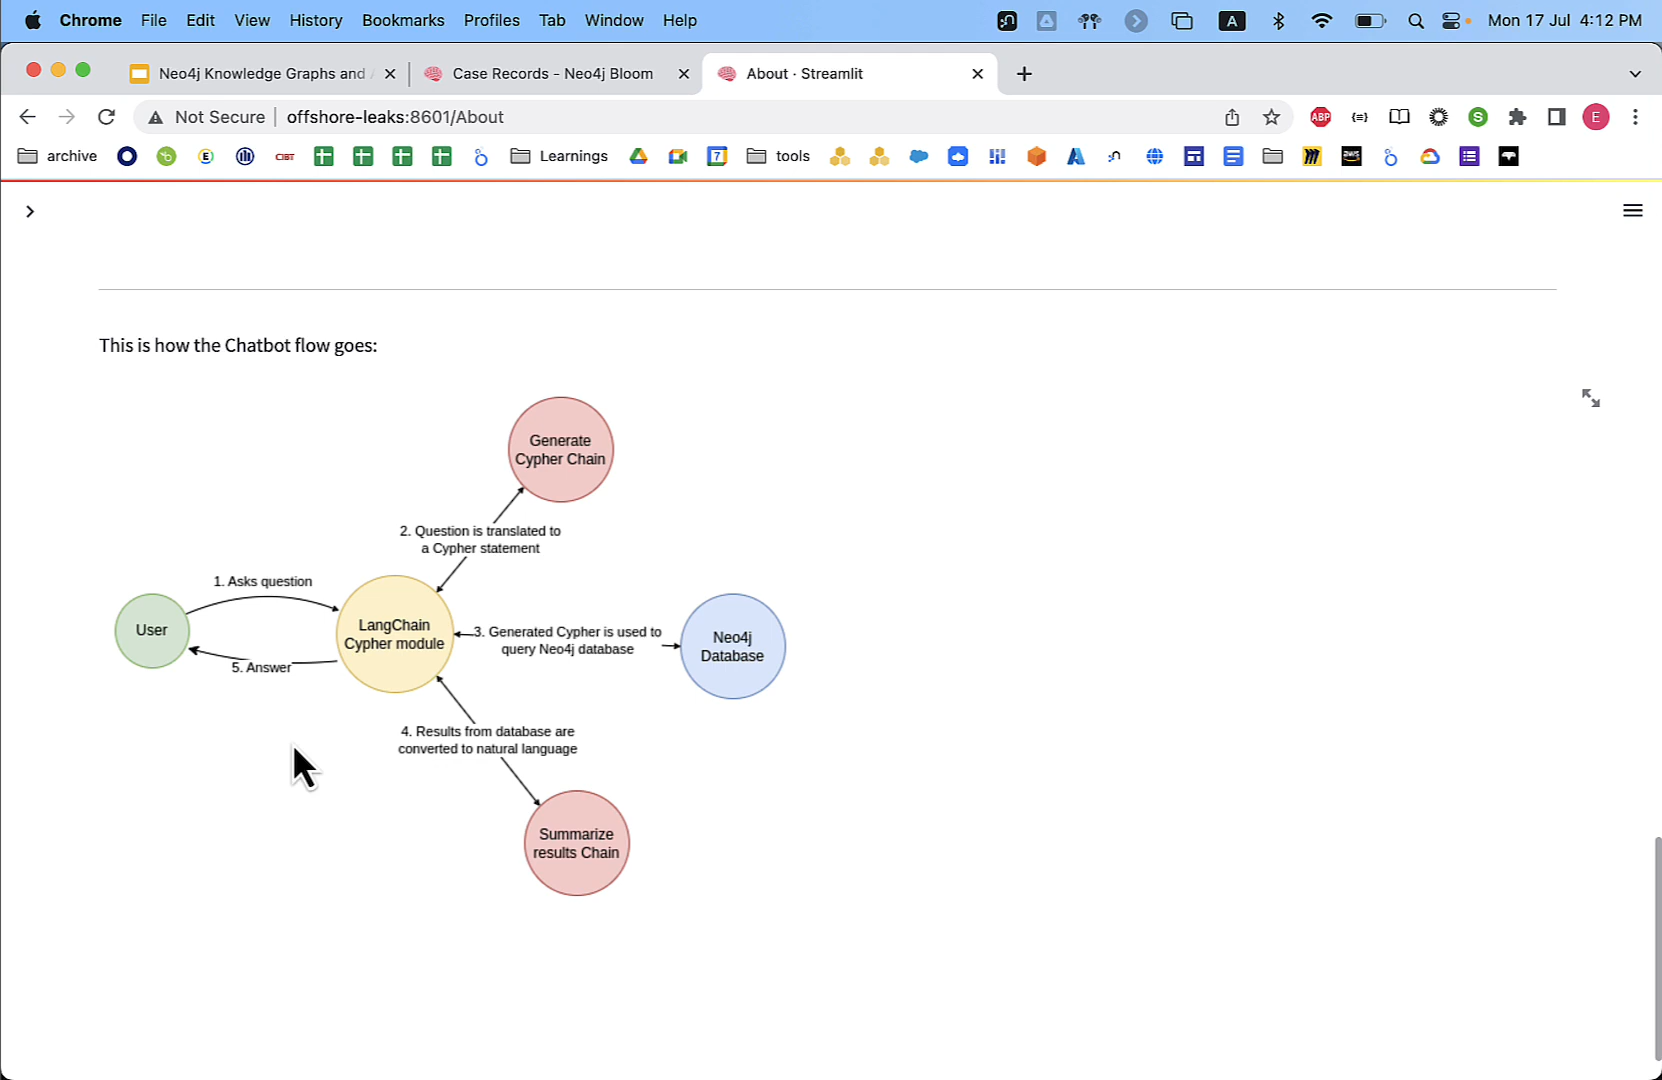 Chrome File Edit View History Bookmarks Profiles Tab Window Help A Mon 17 Jul 4:12 PM
Neo4j Knowledge Graphs and
Case Records - Neo4j Bloom
About · Streamlit
Not Secure offshore-leaks:8601/About ABP S E
archive CIBT Learnings 7 tools aws
This is how the Chatbot flow goes:
Generate
Cypher Chain
2. Question is translated to
a Cypher statement
1. Asks question
User
LangChain
Cypher module
3. Generated Cypher is used to
query Neo4j database
Neo4j
Database
5. Answer
4. Results from database are
converted to natural language
Summarize
results Chain